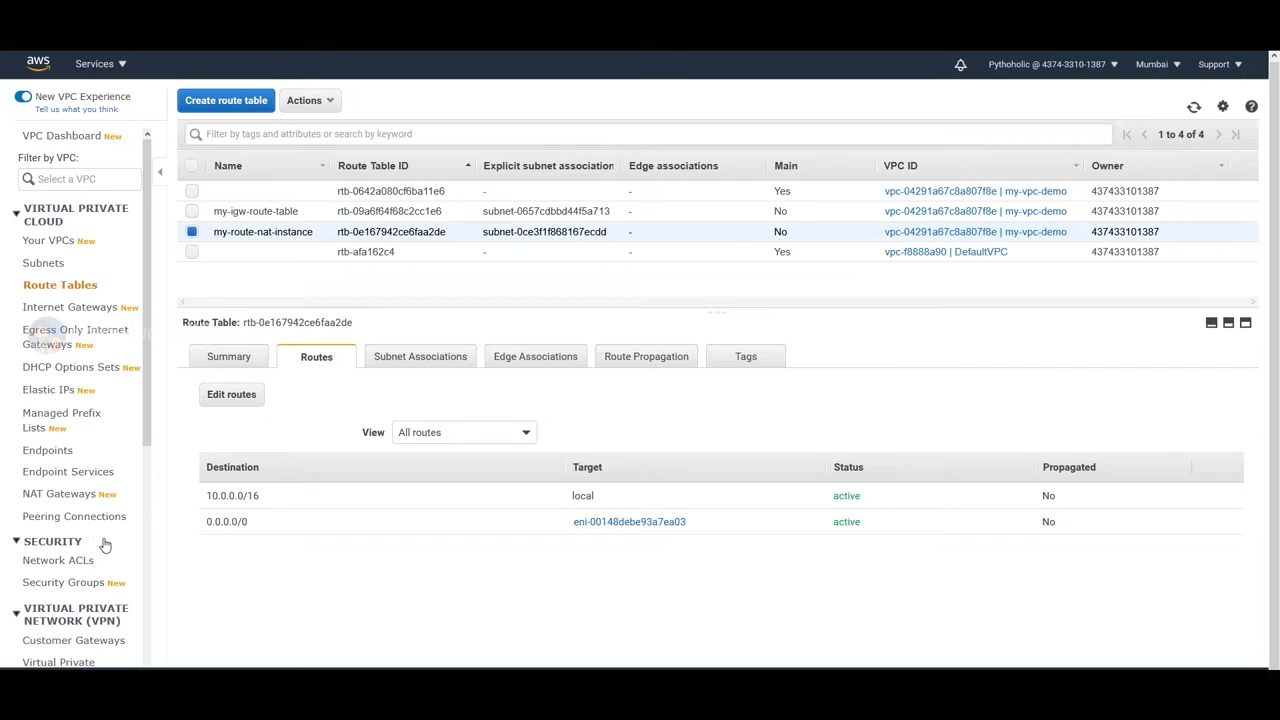 aws Services Pythoholic @ 4374-3310-1387 Mumbai Support
New VPC Experience
Tell us what you think
VPC Dashboard New
Filter by VPC:
Select a VPC
VIRTUAL PRIVATE
CLOUD
Your VPCs New
Subnets
Route Tables
Internet Gateways New
Egress Only Internet
Gateways New
DHCP Options Sets New
Elastic IPs New
Managed Prefix
Lists New
Endpoints
Endpoint Services
NAT Gateways New
Peering Connections
SECURITY
Network ACLs
Security Groups New
VIRTUAL PRIVATE
NETWORK (VPN)
Customer Gateways
Virtual Private
Create route table Actions
Filter by tags and attributes or search by keyword 1 to 4 of 4
Name Route Table ID Explicit subnet association Edge associations Main VPC ID Owner
rtb-0642a080cf6ba11e6 - - Yes vpc-04291a67c8a807f8e | my-vpc-demo 437433101387
my-igw-route-table rtb-09a6f64f68c2cc1e6 subnet-0657cdbbd44f5a713 - No vpc-04291a67c8a807f8e | my-vpc-demo 437433101387
my-route-nat-instance rtb-0e167942ce6faa2de subnet-0ce3f1f868167ecdd - No vpc-04291a67c8a807f8e | my-vpc-demo 437433101387
rtb-afa162c4 - - Yes vpc-f8888a90 | DefaultVPC 437433101387
Route Table: rtb-0e167942ce6faa2de
Summary Routes Subnet Associations Edge Associations Route Propagation Tags
Edit routes
View All routes
Destination Target Status Propagated
10.0.0.0/16 local active No
0.0.0.0/0 eni-00148debe93a7ea03 active No